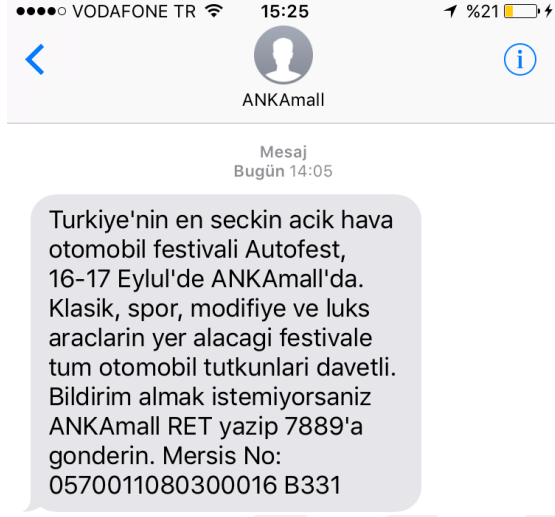 VODAFONE TR 15:25 %21
ANKAmall
Mesaj
Bugün 14:05
Turkiye'nin en seckin acik hava
otomobil festivali Autofest,
16-17 Eylul'de ANKAmall'da.
Klasik, spor, modifiye ve luks
araclarin yer alacagi festivale
tum otomobil tutkunlari davetli.
Bildirim almak istemiyorsaniz
ANKAmall RET yazip 7889'a
gonderin. Mersis No:
0570011080300016 B331